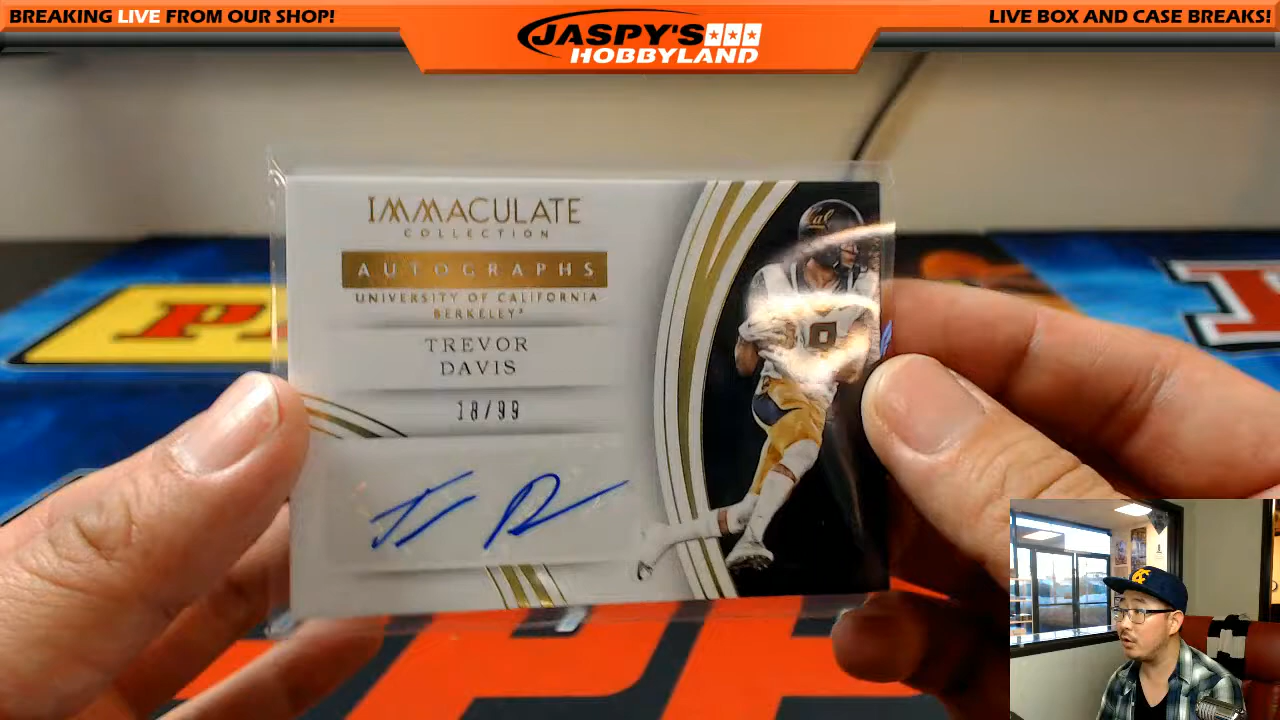 BREAKING LIVE FROM OUR SHOP!
JASPY'S
HOBBYLAND
LIVE BOX AND CASE BREAKS!
IMMACULATE
COLLECTION
AUTOGRAPHS
UNIVERSITY OF CALIFORNIA
BERKELEY
TREVOR
DAVIS
18/99
Cal